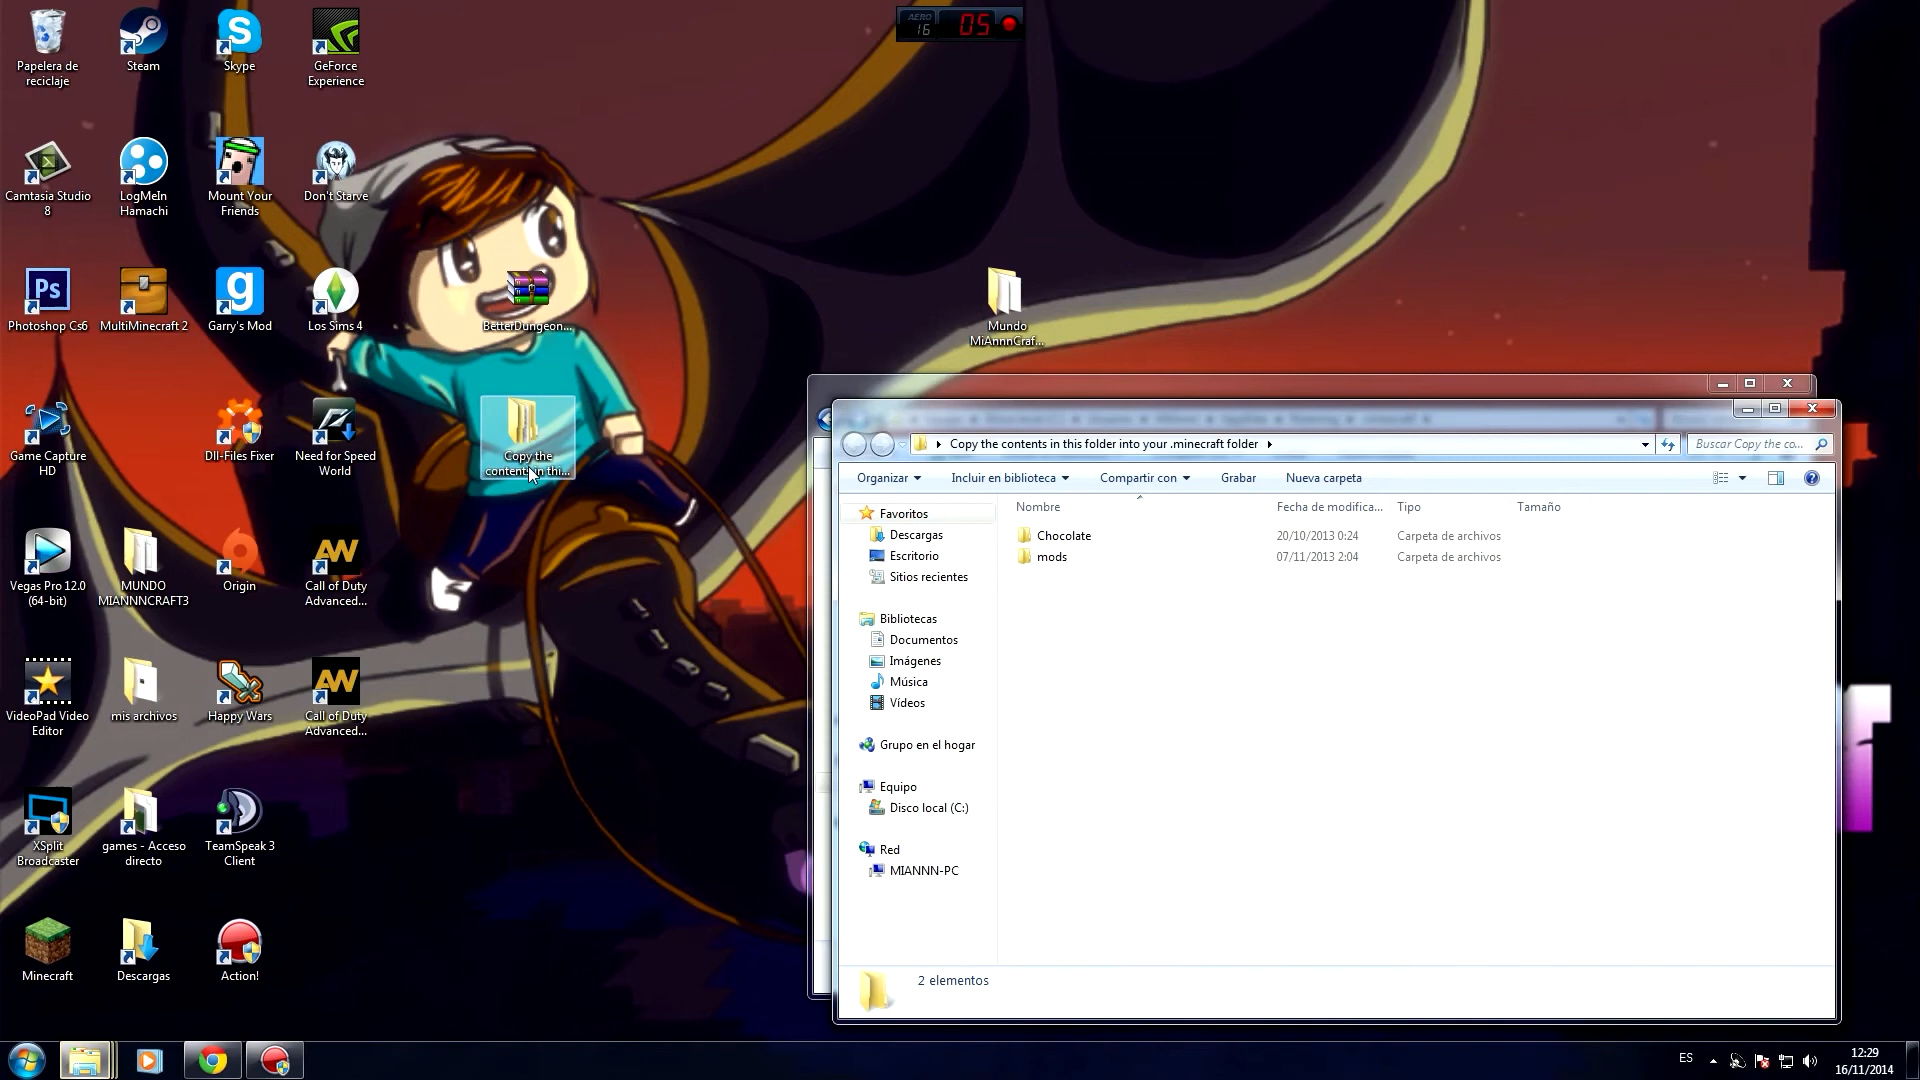 AERO
16
05
Papelera de
reciclaje
Steam
Skype
GeForce
Experience
Camtasia Studio
8
LogMeIn
Hamachi
Mount Your
Friends
Don't Starve
Photoshop Cs6
MultiMinecraft 2
Garry's Mod
Los Sims 4
BetterDungeon...
Mundo
MiAnnnCraf...
Game Capture
HD
Dll-Files Fixer
Need for Speed
World
Copy the
contents in thi...
Vegas Pro 12.0
(64-bit)
MUNDO
MIANNNCRAFT3
Origin
Call of Duty
Advanced...
VideoPad Video
Editor
mis archivos
Happy Wars
Call of Duty
Advanced...
XSplit
Broadcaster
games - Acceso
directo
TeamSpeak 3
Client
Minecraft
Descargas
Action!
Ps
g
AW
AW
Copy the contents in this folder into your .minecraft folder
Buscar Copy the co...
Organizar
Incluir en biblioteca
Compartir con
Grabar
Nueva carpeta
Nombre
Fecha de modifica...
Tipo
Tamaño
Chocolate
20/10/2013 0:24
Carpeta de archivos
mods
07/11/2013 2:04
Carpeta de archivos
Favoritos
Descargas
Escritorio
Sitios recientes
Bibliotecas
Documentos
Imágenes
Música
Vídeos
Grupo en el hogar
Equipo
Disco local (C:)
Red
MIANNN-PC
2 elementos
ES
12:29
16/11/2014